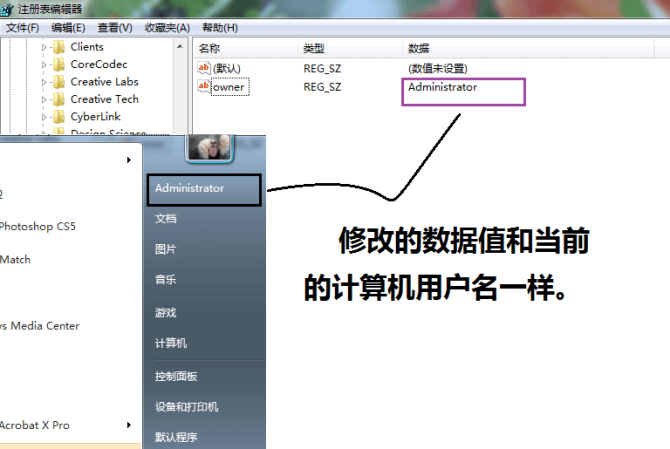 注册表编辑器
文件(F) 编辑(E) 查看(V) 收藏夹(A) 帮助(H)
名称 类型 数据
Clients
CoreCodec
Creative Labs
Creative Tech
CyberLink
Design Science
ab (默认) REG_SZ (数值未设置)
ab owner REG_SZ Administrator
Photoshop CS5
Match
s Media Center
Acrobat X Pro
Administrator
文档
图片
音乐
游戏
计算机
控制面板
设备和打印机
默认程序
修改的数据值和当前
的计算机用户名一样。